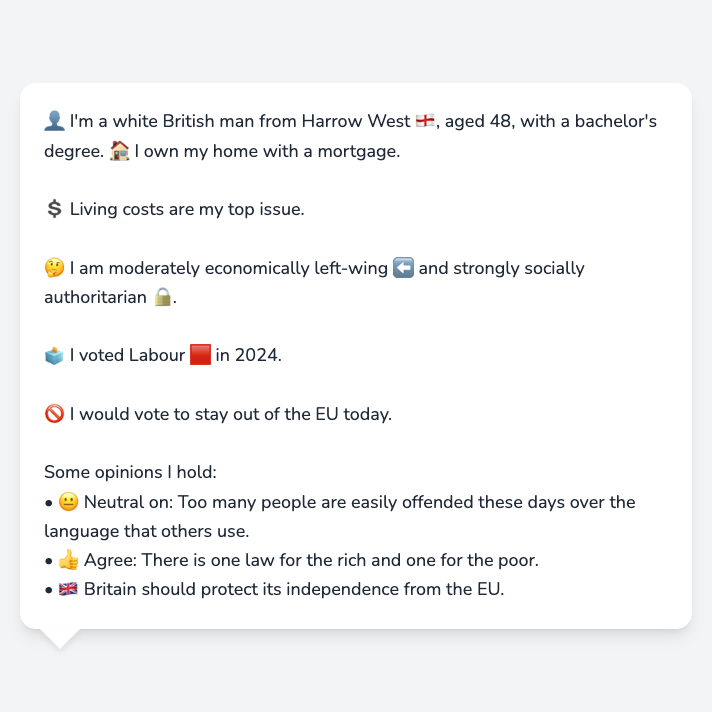 👤 I'm a white British man from Harrow West 🏴󠁧󠁢󠁥󠁮󠁧󠁿, aged 48, with a bachelor's
degree. 🏠 I own my home with a mortgage.
💲 Living costs are my top issue.
🤔 I am moderately economically left-wing ⬅️ and strongly socially
authoritarian 🔒.
🗳️ I voted Labour 🟥 in 2024.
🚫 I would vote to stay out of the EU today.
Some opinions I hold:
• 😐 Neutral on: Too many people are easily offended these days over the
language that others use.
• 👍 Agree: There is one law for the rich and one for the poor.
• 🇬🇧 Britain should protect its independence from the EU.